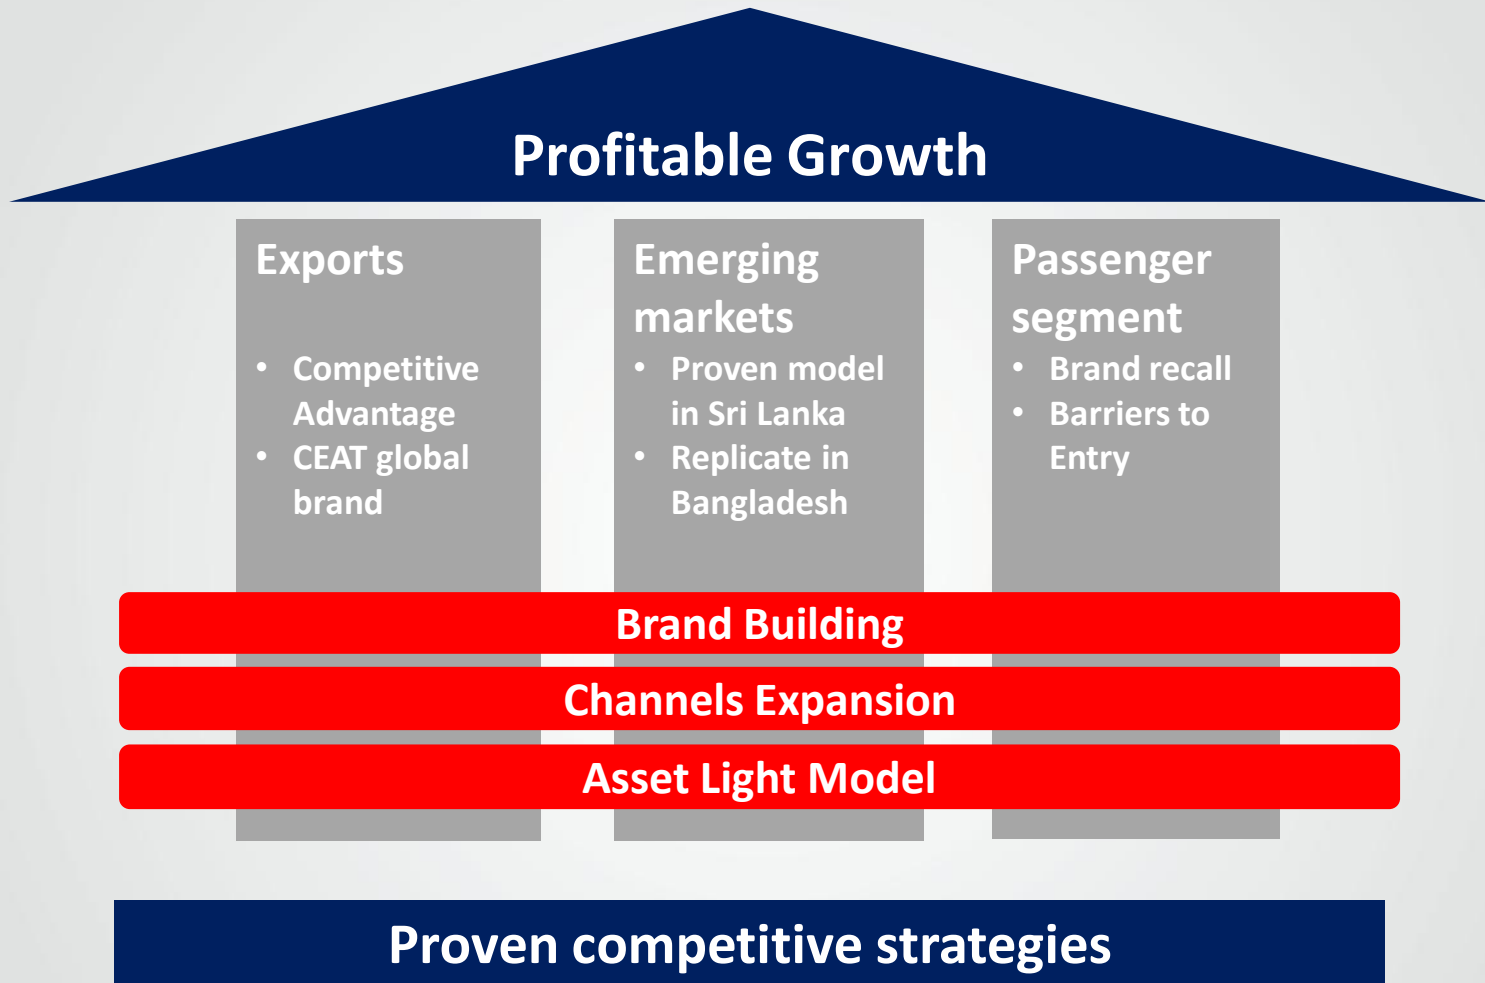 Profitable Growth
Exports
• Competitive
Advantage
• CEAT global
brand
Emerging
markets
• Proven model
in Sri Lanka
• Replicate in
Bangladesh
Passenger
segment
• Brand recall
• Barriers to
Entry
Brand Building
Channels Expansion
Asset Light Model
Proven competitive strategies